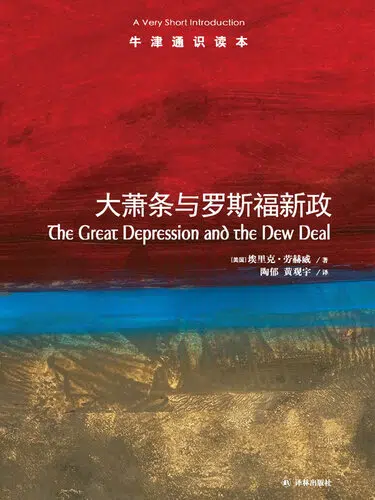 A Very Short Introduction
牛津通识读本
大萧条与罗斯福新政
The Great Depression and the New Deal
[美国]埃里克·劳赫威 / 著
陶郁 黄观宇 / 译
译林出版社